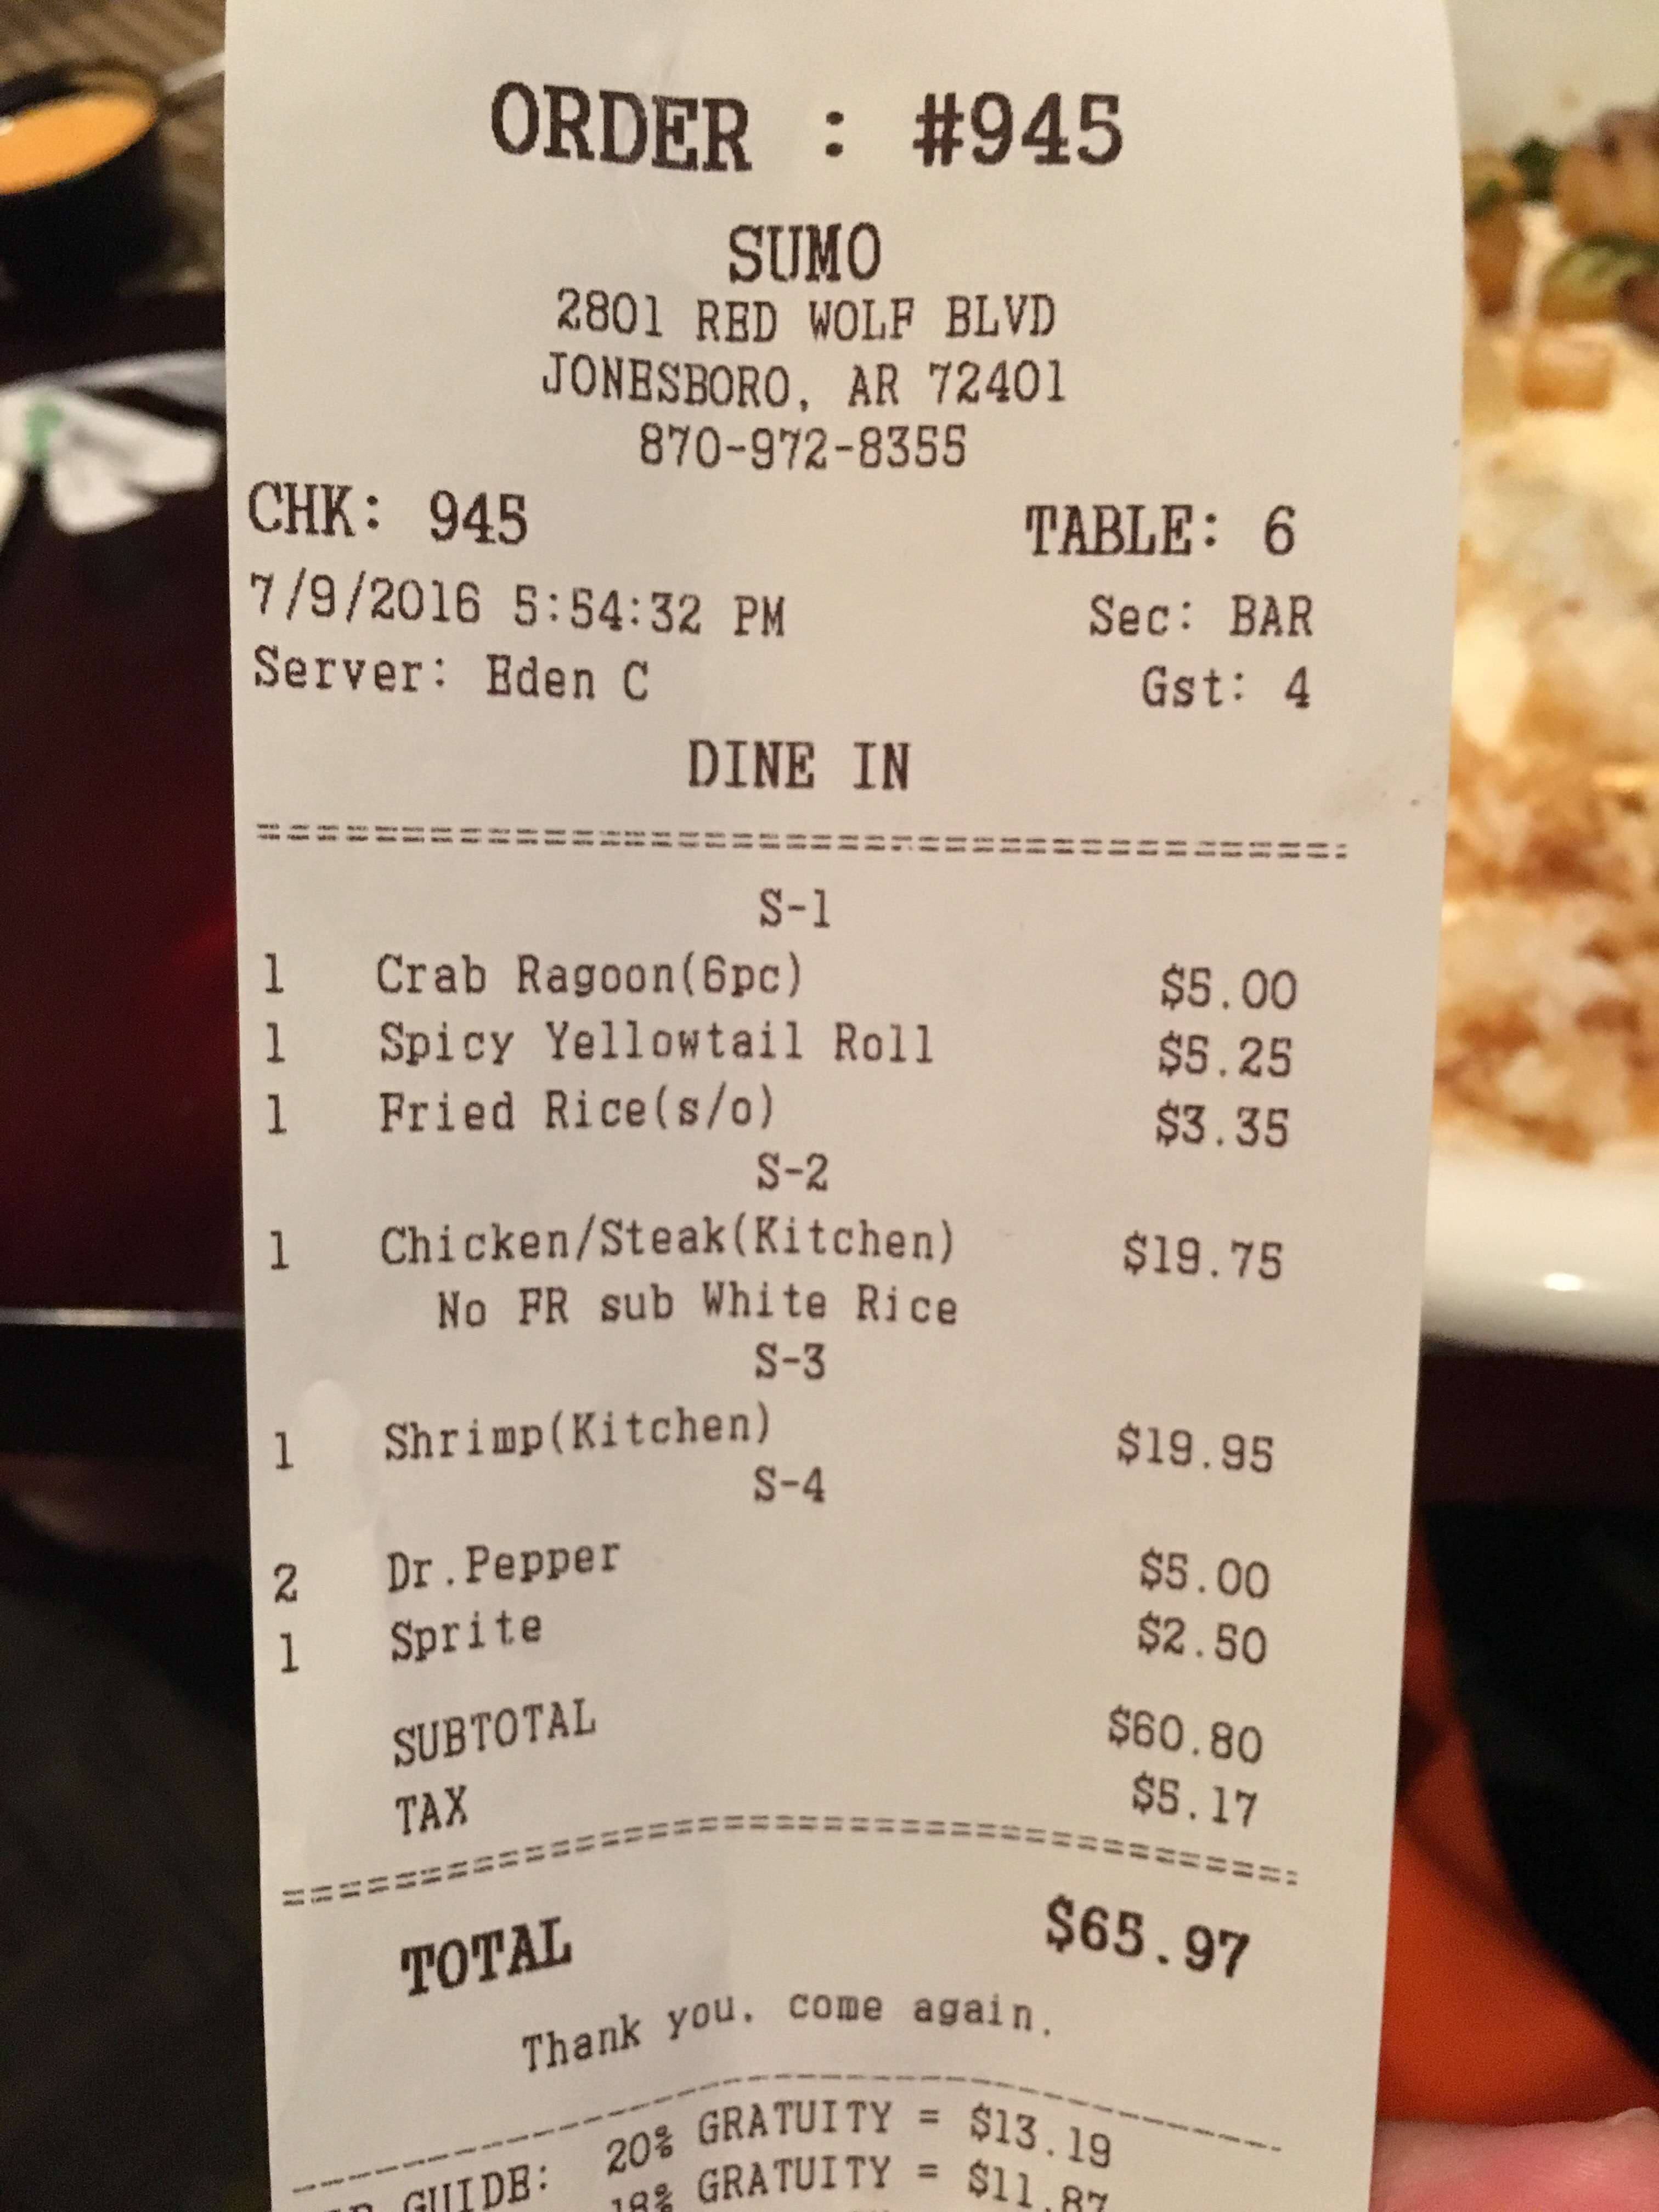 ORDER : #945
SUMO
2801 RED WOLF BLVD
JONESBORO, AR 72401
870-972-8355
CHK: 945 TABLE: 6
7/9/2016 5:54:32 PM Sec: BAR
Server: Eden C Gst: 4
DINE IN
========================================
S-1
1 Crab Ragoon(6pc) $5.00
1 Spicy Yellowtail Roll $5.25
1 Fried Rice(s/o) $3.35
S-2
1 Chicken/Steak(Kitchen) $19.75
No FR sub White Rice
S-3
1 Shrimp(Kitchen) $19.95
S-4
2 Dr.Pepper $5.00
1 Sprite $2.50
SUBTOTAL $60.80
TAX $5.17
========================================
TOTAL $65.97
Thank you, come again.
----------------------------------------
GUIDE: 20% GRATUITY = $13.19
18% GRATUITY = $11.87